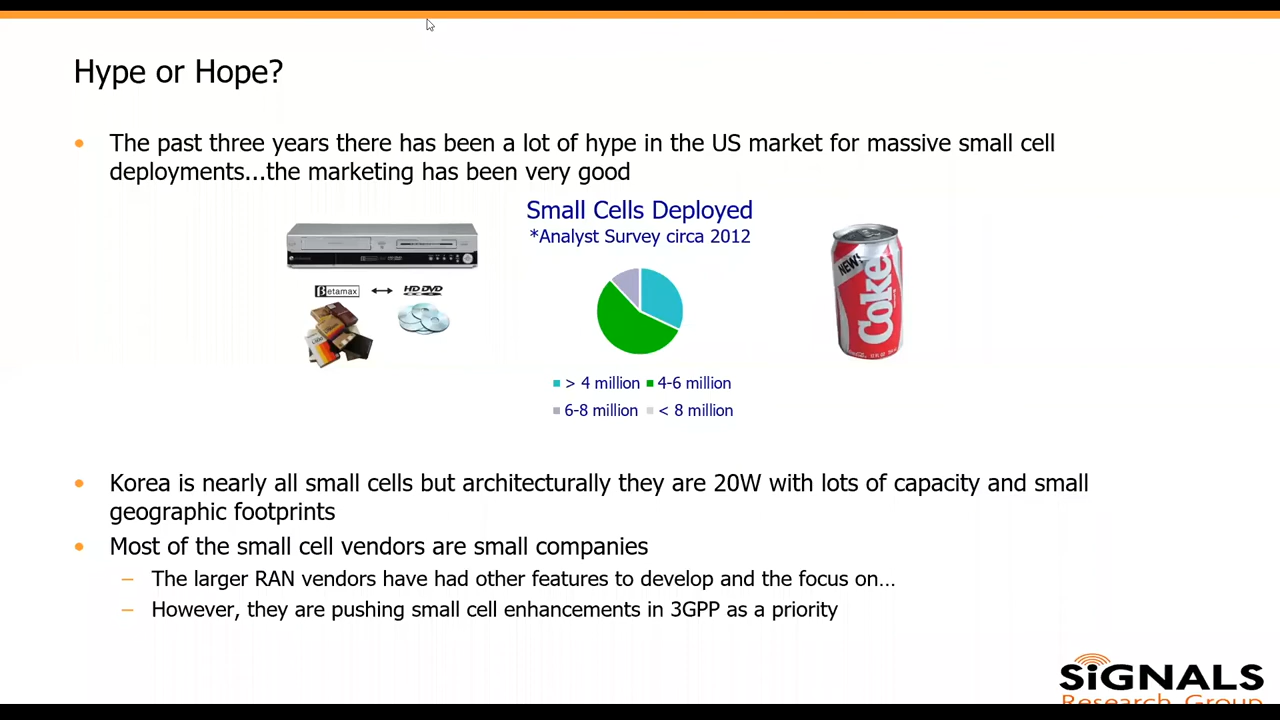 Hype or Hope?
The past three years there has been a lot of hype in the US market for massive small cell
deployments...the marketing has been very good
Small Cells Deployed
*Analyst Survey circa 2012
Betamax
HD DVD
NEW!
Coke
> 4 million
4-6 million
6-8 million
< 8 million
Korea is nearly all small cells but architecturally they are 20W with lots of capacity and small
geographic footprints
Most of the small cell vendors are small companies
The larger RAN vendors have had other features to develop and the focus on…
However, they are pushing small cell enhancements in 3GPP as a priority
SiGNALS
Research Group